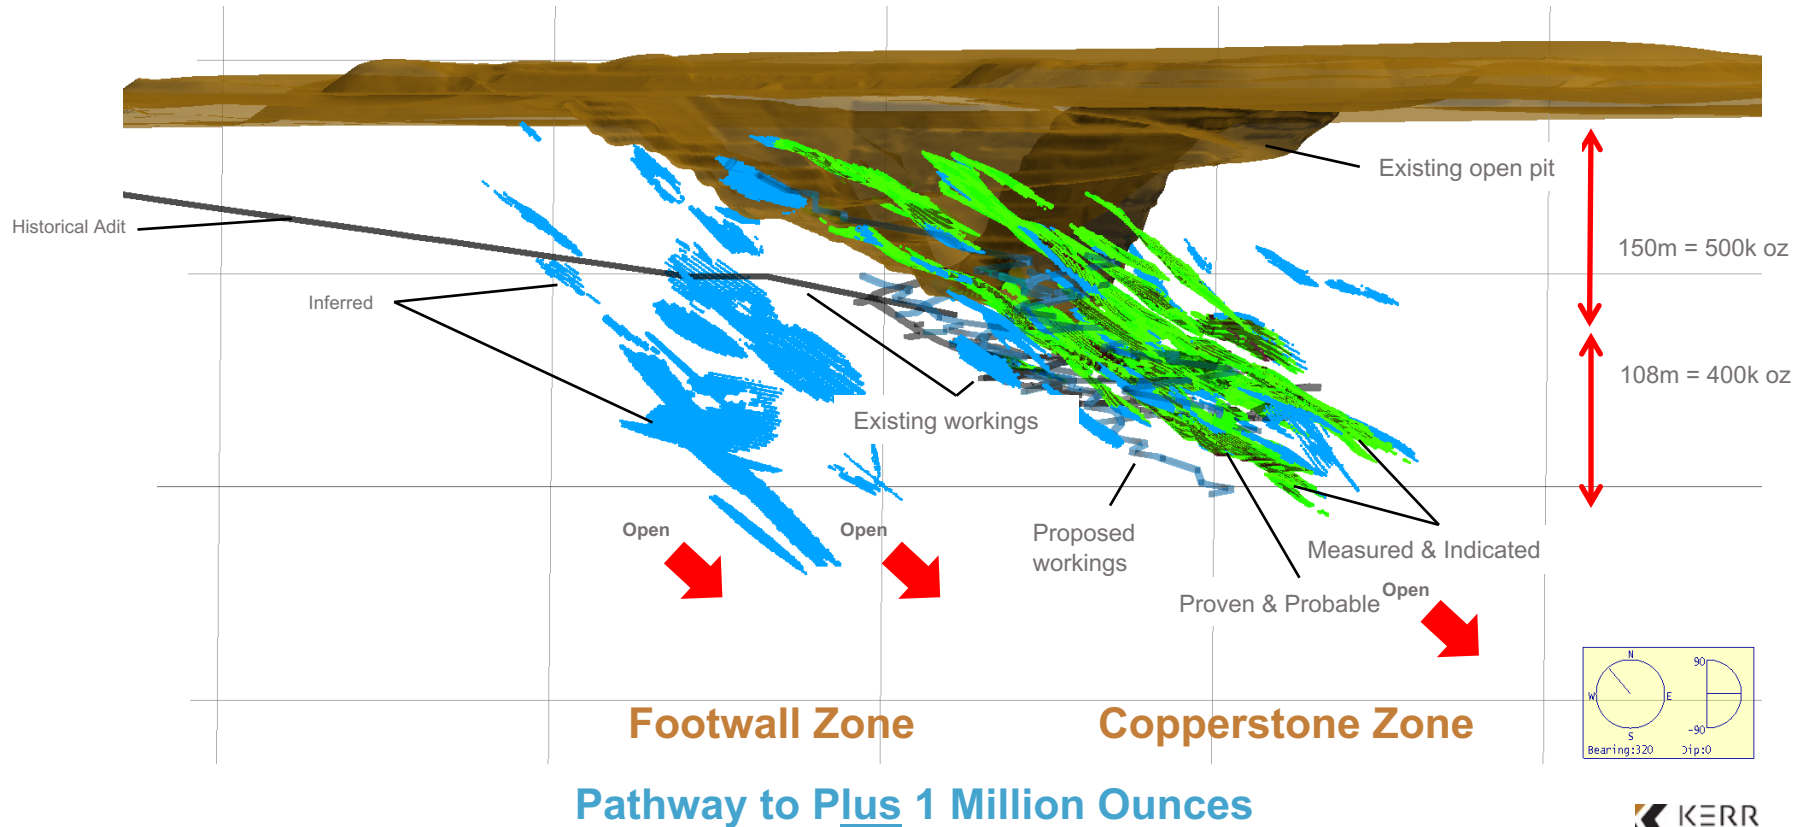 Existing open pit
Historical Adit
150m = 500k oz
Inferred
108m = 400k oz
Existing workings
Open
Open
Proposed
workings
Measured & Indicated
Proven & Probable
Open
N
W
E
S
90
-90
Bearing:320
Dip:0
Footwall Zone
Copperstone Zone
Pathway to Plus 1 Million Ounces
KERR